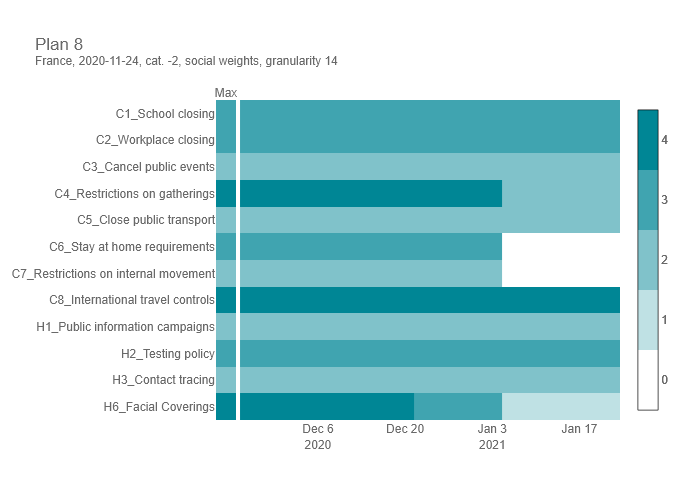 Plan 8
France, 2020-11-24, cat. -2, social weights, granularity 14
Max
C1_School closing
C2_Workplace closing
C3_Cancel public events
C4_Restrictions on gatherings
C5_Close public transport
C6_Stay at home requirements
C7_Restrictions on internal movement
C8_International travel controls
H1_Public information campaigns
H2_Testing policy
H3_Contact tracing
H6_Facial Coverings
Dec 6
2020
Dec 20
Jan 3
2021
Jan 17
4
3
2
1
0